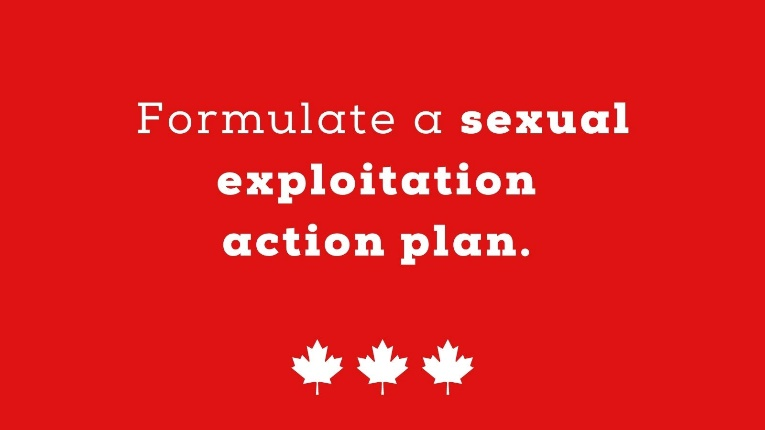 Formulate a sexual
exploitation
action plan.